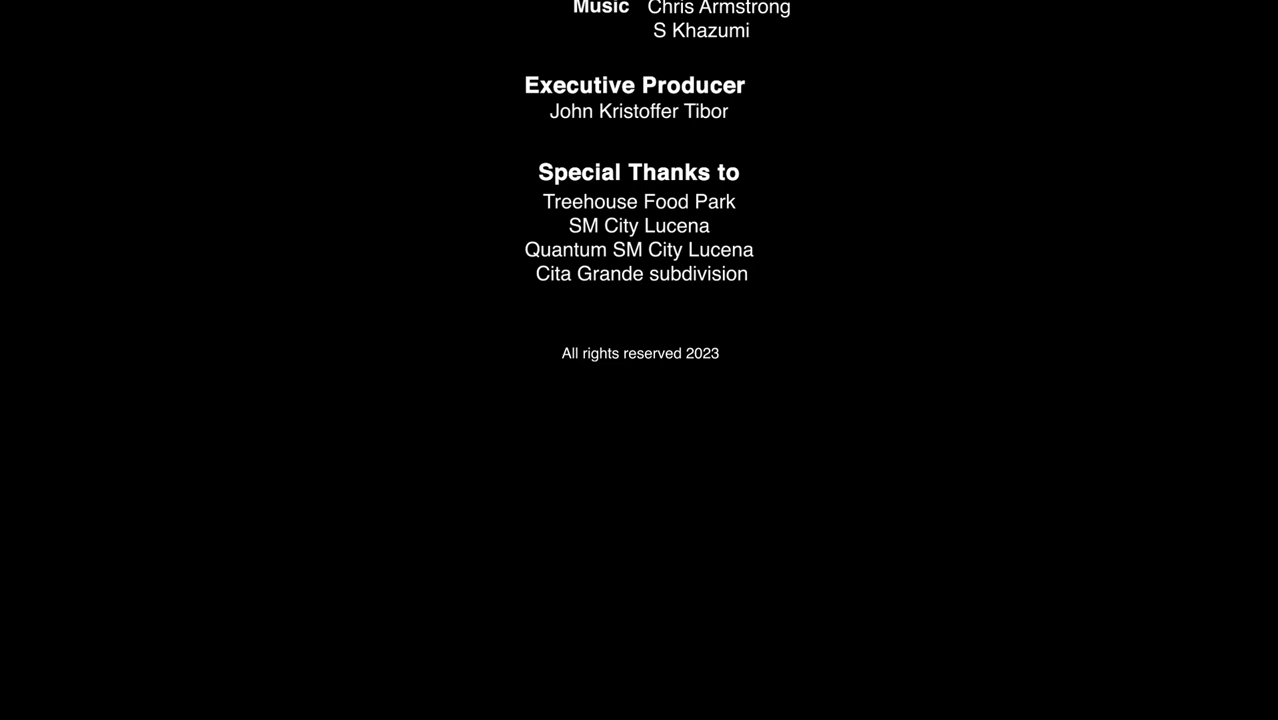 Music Chris Armstrong
S Khazumi
Executive Producer
John Kristoffer Tibor
Special Thanks to
Treehouse Food Park
SM City Lucena
Quantum SM City Lucena
Cita Grande subdivision
All rights reserved 2023